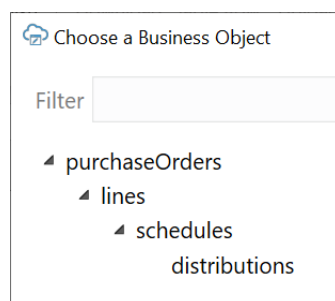 Choose a Business Object
Filter
purchaseOrders
lines
schedules
distributions